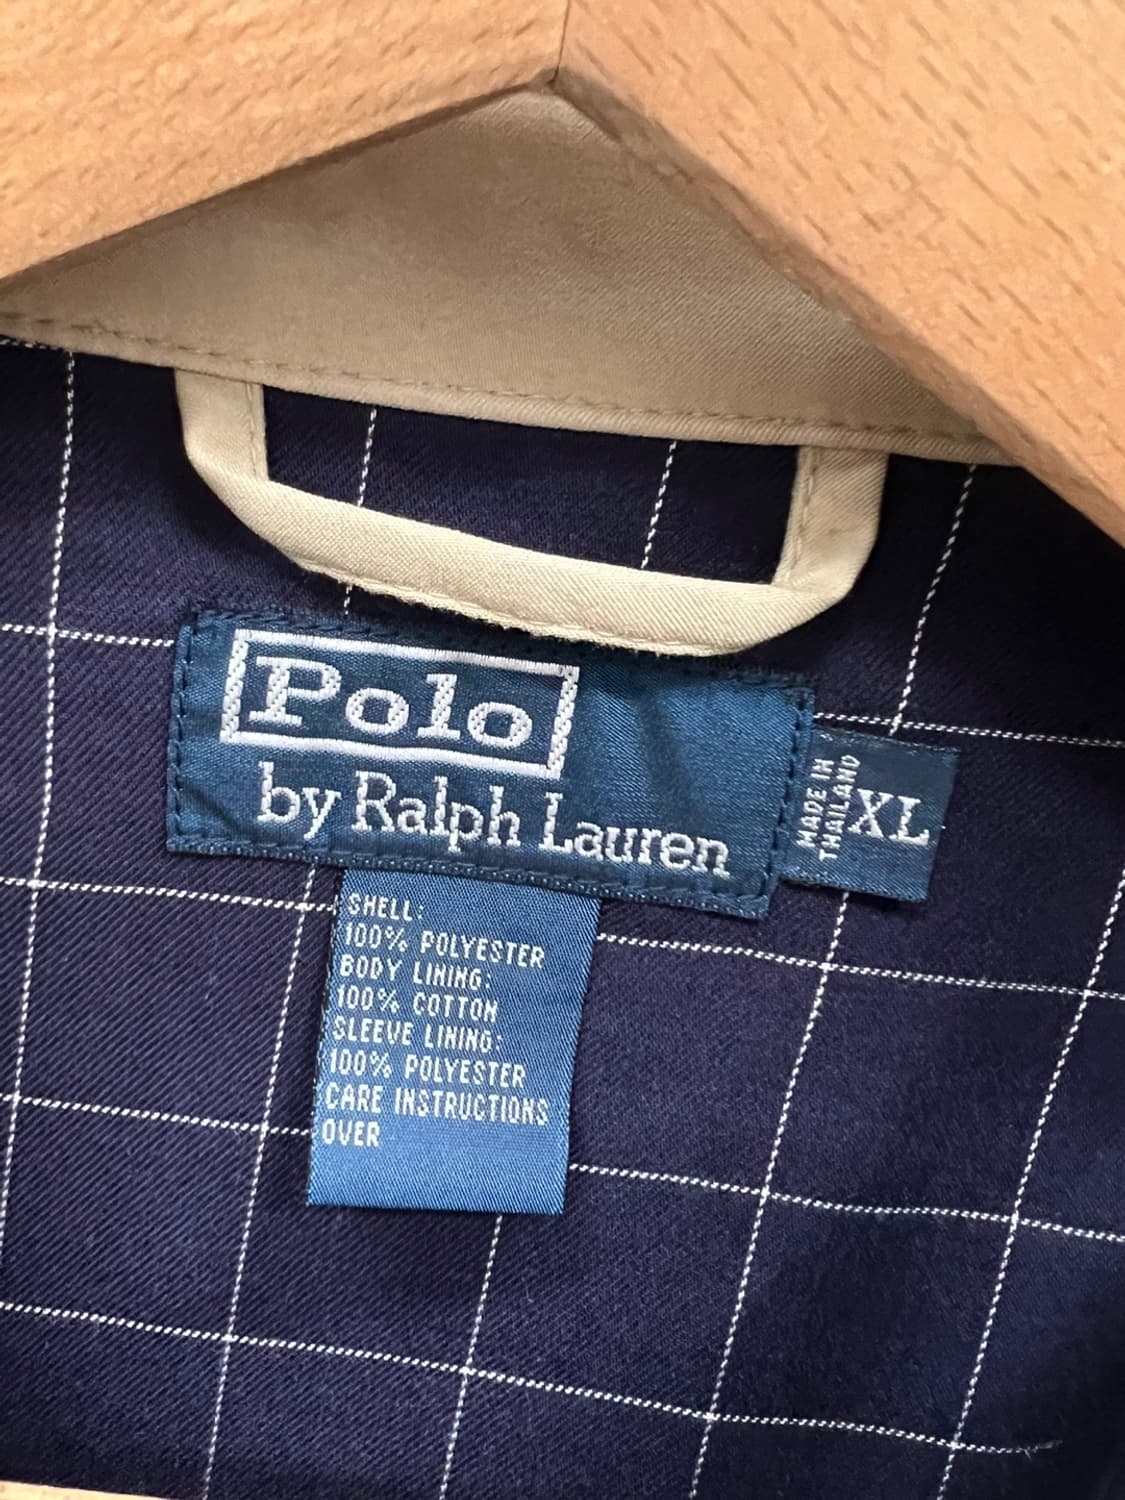 Polo
by Ralph Lauren
MADE IN
THAILAND
XL
SHELL:
100% POLYESTER
BODY LINING:
100% COTTON
SLEEVE LINING:
100% POLYESTER
CARE INSTRUCTIONS
OVER